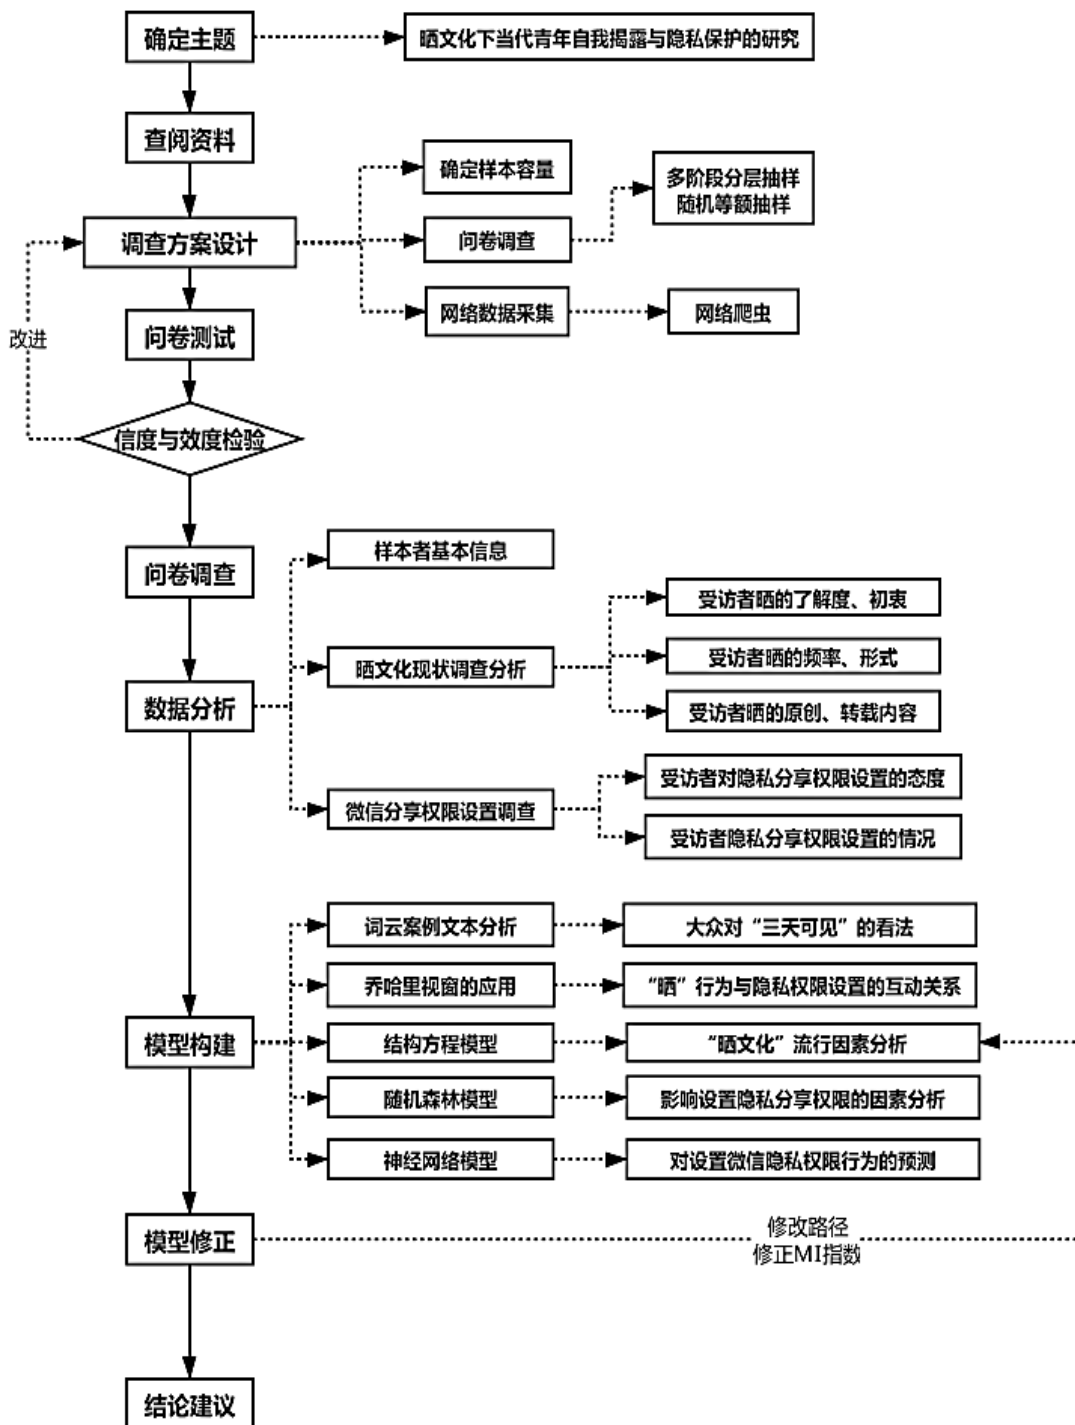 确定主题
晒文化下当代青年自我揭露与隐私保护的研究
查阅资料
确定样本容量
多阶段分层抽样
随机等额抽样
调查方案设计
问卷调查
网络数据采集
网络爬虫
问卷测试
改进
信度与效度检验
样本者基本信息
问卷调查
受访者晒的了解度、初衷
晒文化现状调查分析
受访者晒的频率、形式
数据分析
受访者晒的原创、转载内容
受访者对隐私分享权限设置的态度
微信分享权限设置调查
受访者隐私分享权限设置的情况
词云案例文本分析
大众对“三天可见”的看法
乔哈里视窗的应用
“晒”行为与隐私权限设置的互动关系
模型构建
结构方程模型
“晒文化”流行因素分析
随机森林模型
影响设置隐私分享权限的因素分析
神经网络模型
对设置微信隐私权限行为的预测
模型修正
修改路径
修正MI指数
结论建议